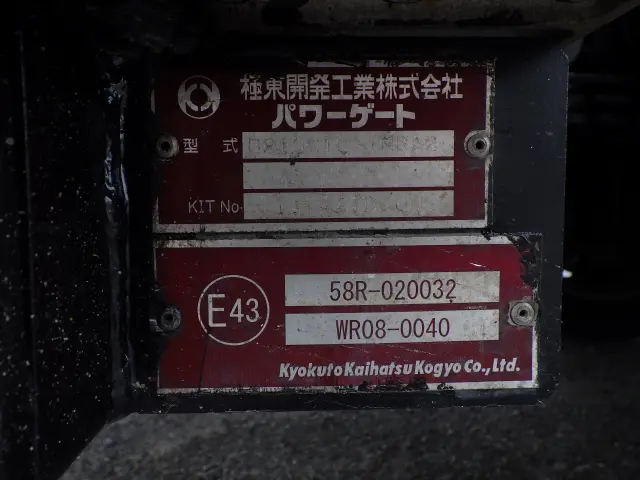 極東開発工業株式会社
パワーゲート
型式
KIT No.
E43
58R-020032
WR08-0040
Kyokuto Kaihatsu Kogyo Co.,Ltd.